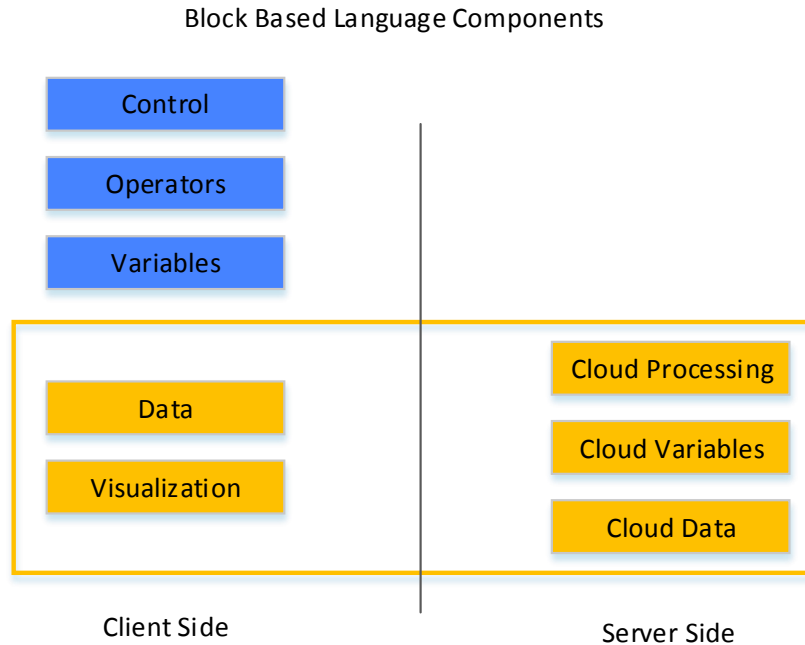 Block Based Language Components
Control
Operators
Variables
Data
Visualization
Cloud Processing
Cloud Variables
Cloud Data
Client Side
Server Side